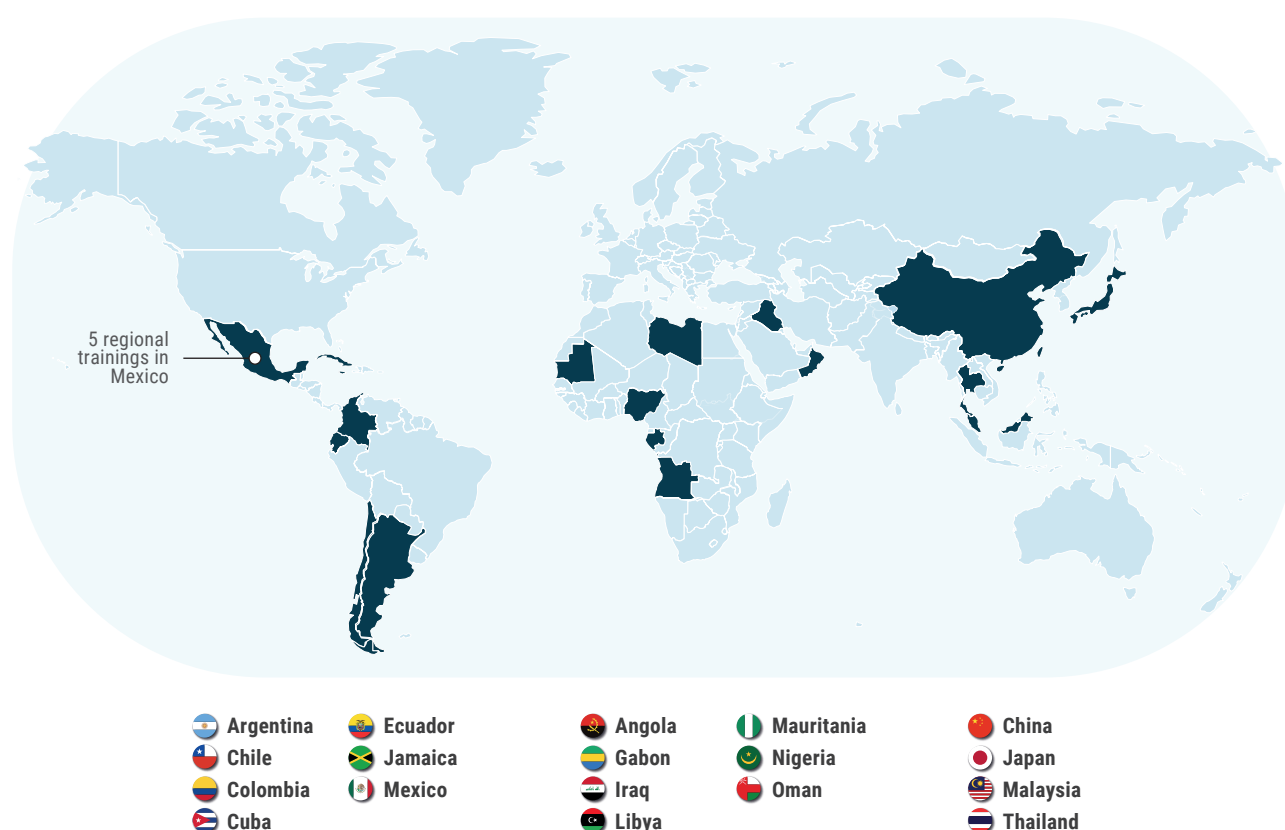 5 regional
trainings in
Mexico
Argentina
Chile
Colombia
Cuba
Ecuador
Jamaica
Mexico
Angola
Gabon
Iraq
Libya
Mauritania
Nigeria
Oman
China
Japan
Malaysia
Thailand